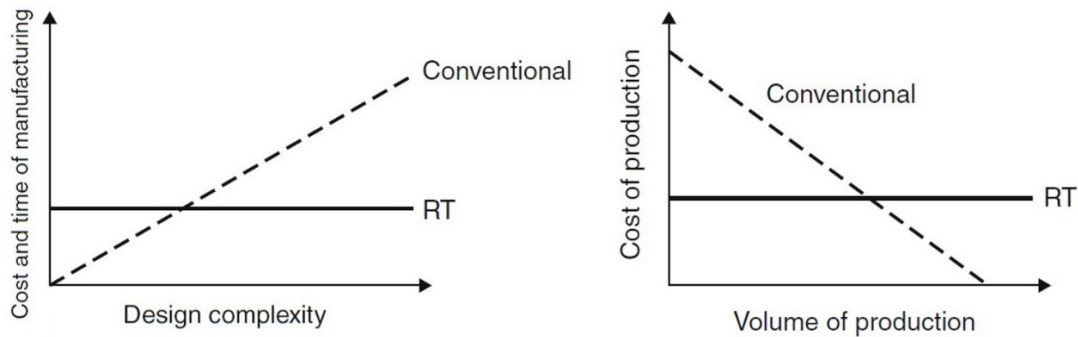 Cost and time of manufacturing
Conventional
RT
Design complexity
Cost of production
Conventional
RT
Volume of production